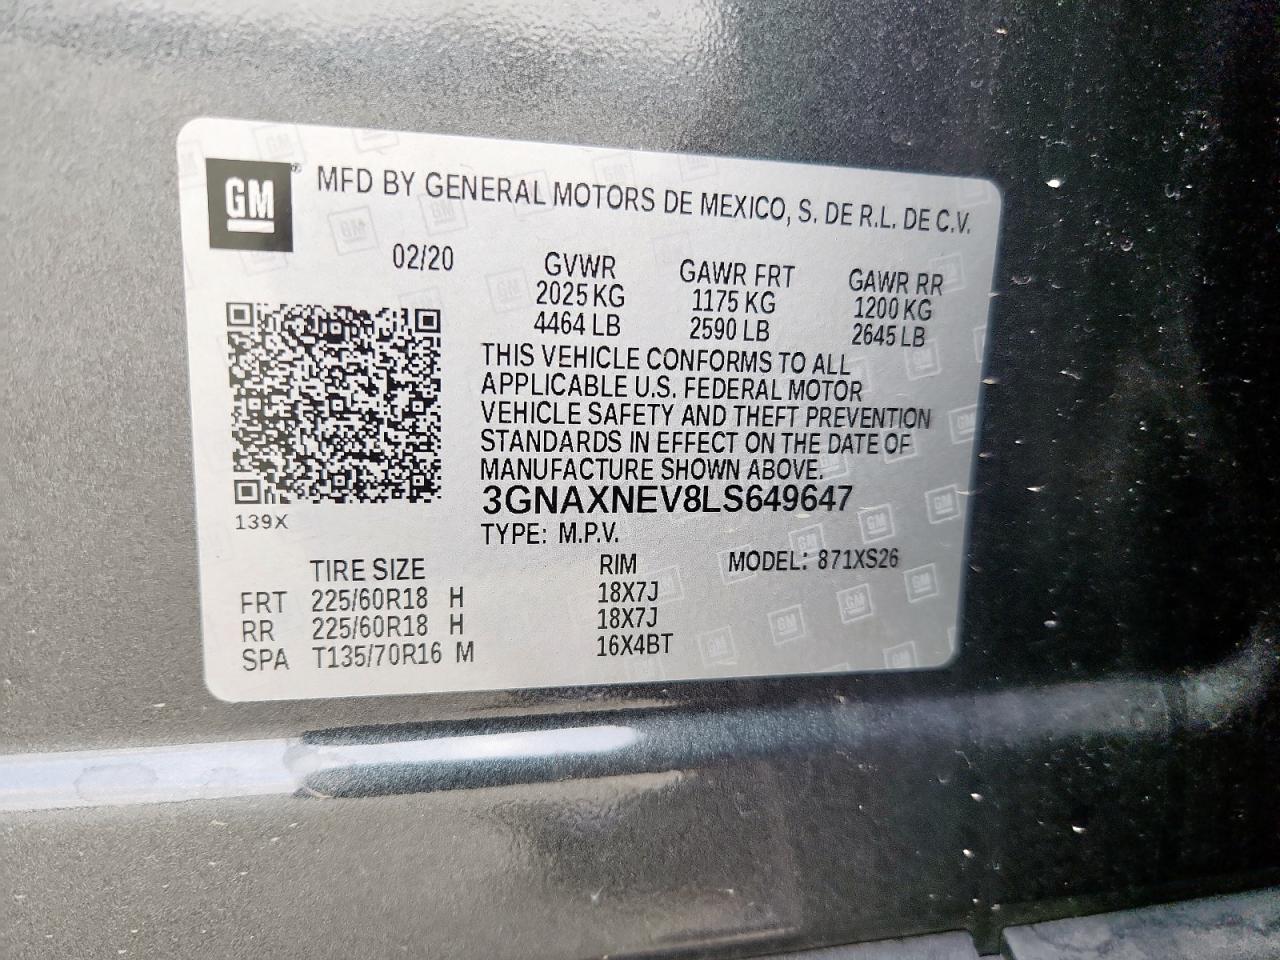 GM® MFD BY GENERAL MOTORS DE MEXICO, S. DE R.L. DE C.V.
02/20 GVWR GAWR FRT GAWR RR
2025 KG 1175 KG 1200 KG
4464 LB 2590 LB 2645 LB
THIS VEHICLE CONFORMS TO ALL
APPLICABLE U.S. FEDERAL MOTOR
VEHICLE SAFETY AND THEFT PREVENTION
STANDARDS IN EFFECT ON THE DATE OF
MANUFACTURE SHOWN ABOVE.
3GNAXNEV8LS649647
139X
TYPE: M.P.V.
TIRE SIZE RIM MODEL: 871XS26
FRT 225/60R18 H 18X7J
RR 225/60R18 H 18X7J
SPA T135/70R16 M 16X4BT